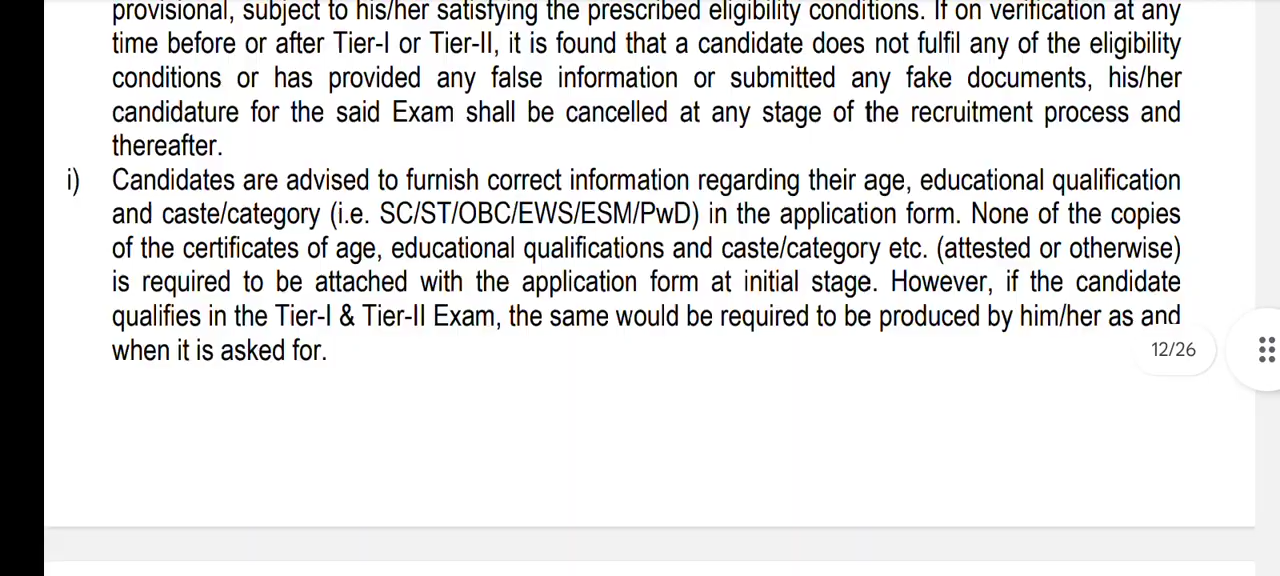 provisional, subject to his/her satisfying the prescribed eligibility conditions. If on verification at any
time before or after Tier-I or Tier-II, it is found that a candidate does not fulfil any of the eligibility
conditions or has provided any false information or submitted any fake documents, his/her
candidature for the said Exam shall be cancelled at any stage of the recruitment process and
thereafter.
i) Candidates are advised to furnish correct information regarding their age, educational qualification
and caste/category (i.e. SC/ST/OBC/EWS/ESM/PwD) in the application form. None of the copies
of the certificates of age, educational qualifications and caste/category etc. (attested or otherwise)
is required to be attached with the application form at initial stage. However, if the candidate
qualifies in the Tier-I & Tier-II Exam, the same would be required to be produced by him/her as and
when it is asked for.
12/26